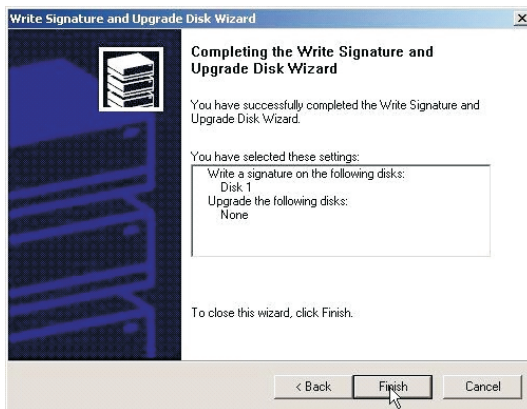 Write Signature and Upgrade Disk Wizard
Completing the Write Signature and
Upgrade Disk Wizard
You have successfully completed the Write Signature and
Upgrade Disk Wizard.
You have selected these settings:
Write a signature on the following disks:
Disk 1
Upgrade the following disks:
None
To close this wizard, click Finish.
< Back Finish Cancel